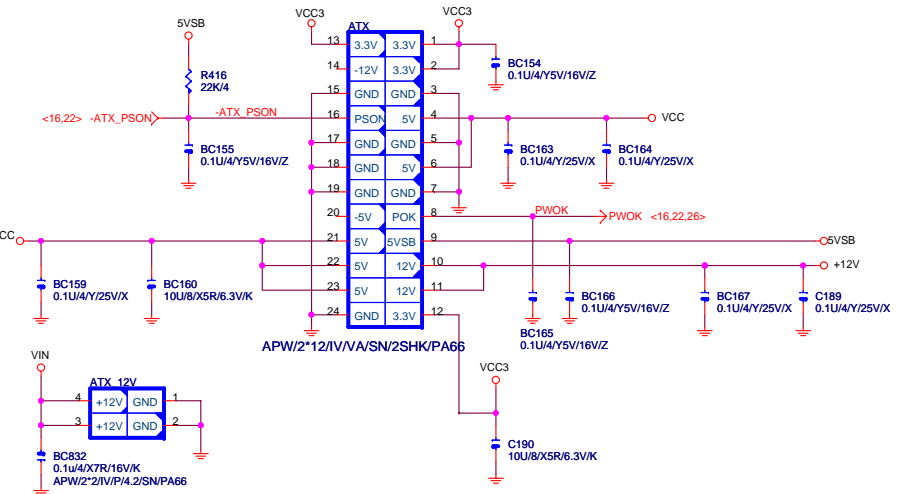 VCC3 VCC3
5VSB ATX
13 3.3V 3.3V 1
R416
22K/4
BC154
0.1U/4/Y5V/16V/Z
14 -12V 3.3V 2
15 GND GND 3
<16,22> -ATX_PSON -ATX_PSON 16 PSON 5V 4 VCC
BC155
0.1U/4/Y5V/16V/Z
17 GND GND 5
BC163
0.1U/4/Y/25V/X
BC164
0.1U/4/Y/25V/X
18 GND 5V 6
19 GND GND 7
20 -5V POK 8 PWOK PWOK <16,22,26>
CC 21 5V 5VSB 9 5VSB
22 5V 12V 10 +12V
BC159
0.1U/4/Y/25V/X
BC160
10U/8/X5R/6.3V/K
23 5V 12V 11
BC166
0.1U/4/Y5V/16V/Z
BC167
0.1U/4/Y/25V/X
C189
0.1U/4/Y/25V/X
24 GND 3.3V 12
BC165
0.1U/4/Y5V/16V/Z
APW/2*12/IV/VA/SN/2SHK/PA66
VIN
ATX_12V
VCC3
4 +12V GND 1
3 +12V GND 2
C190
10U/8/X5R/6.3V/K
BC832
0.1u/4/X7R/16V/K
APW/2*2/IV/P/4.2/SN/PA66